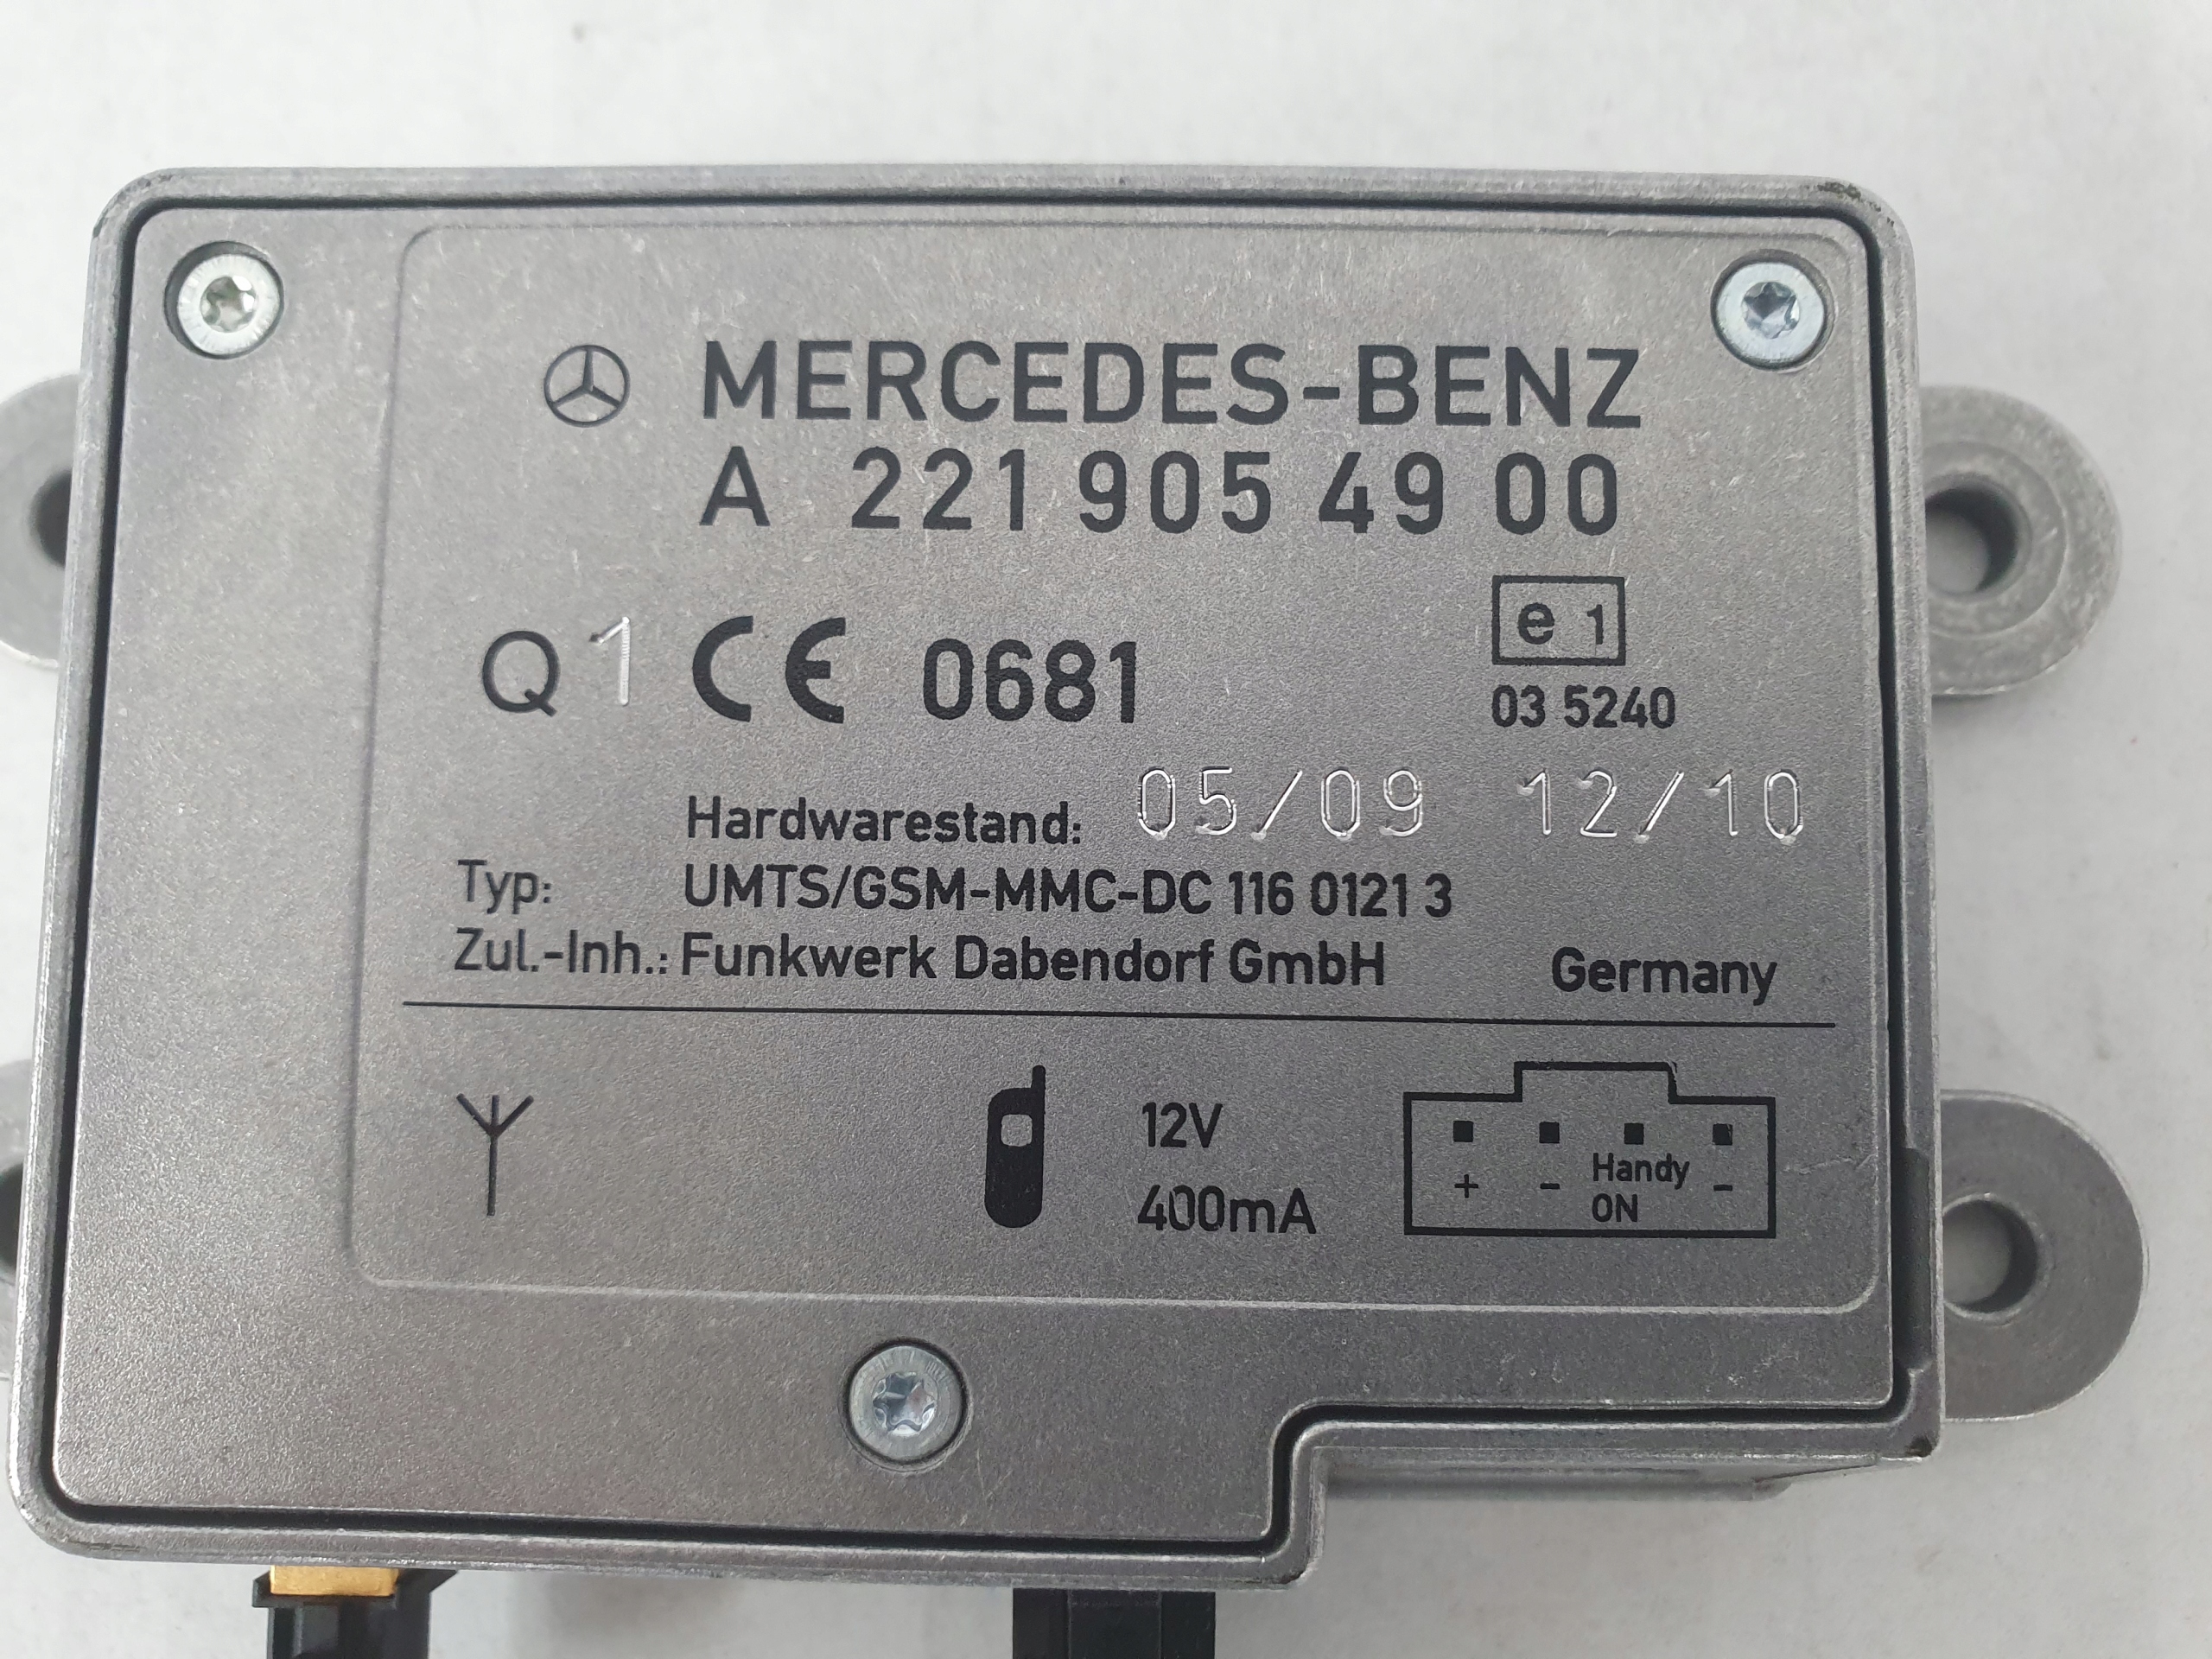 MERCEDES-BENZ
A 221 905 49 00
Q 1 CE 0681
e 1
03 5240
Hardwarestand: 05/09 12/10
Typ: UMTS/GSM-MMC-DC 116 0121 3
Zul.-Inh.: Funkwerk Dabendorf GmbH Germany
12V
400mA
+ - Handy ON -